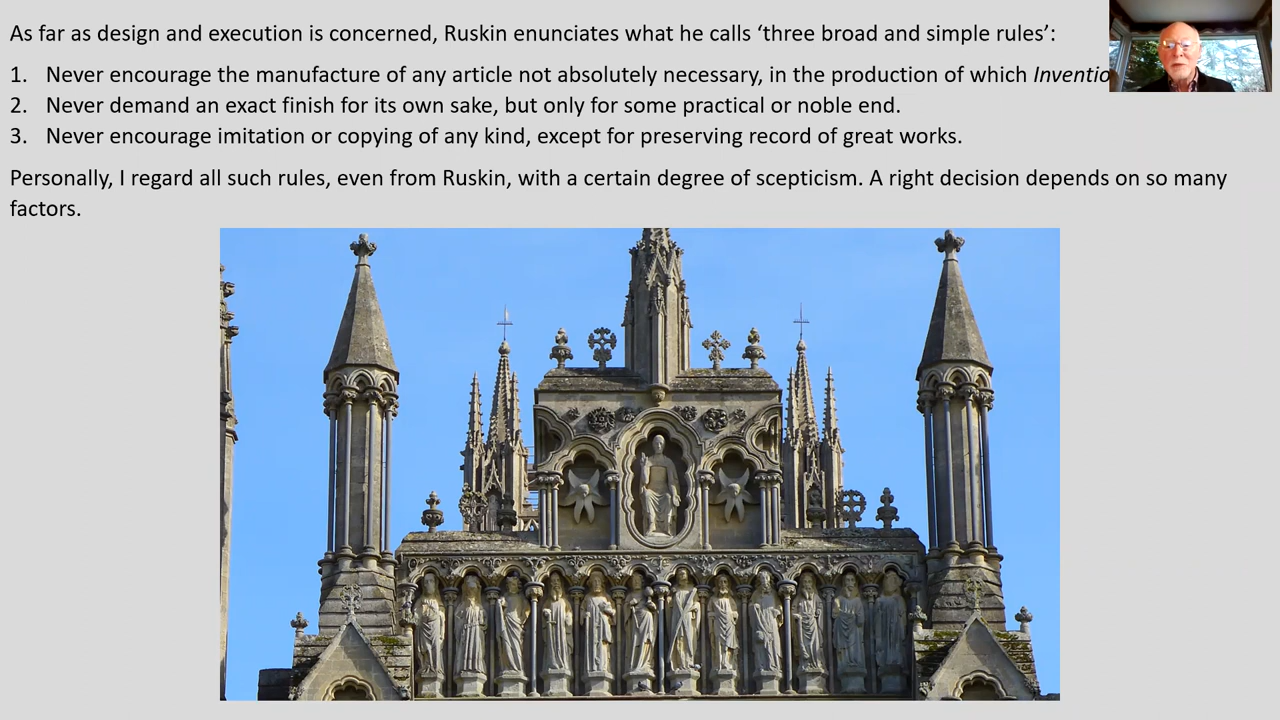 As far as design and execution is concerned, Ruskin enunciates what he calls ‘three broad and simple rules’:
1. Never encourage the manufacture of any article not absolutely necessary, in the production of which
2. Never demand an exact finish for its own sake, but only for some practical or noble end.
3. Never encourage imitation or copying of any kind, except for preserving record of great works.
Personally, I regard all such rules, even from Ruskin, with a certain degree of scepticism. A right decision depends on so many
factors.